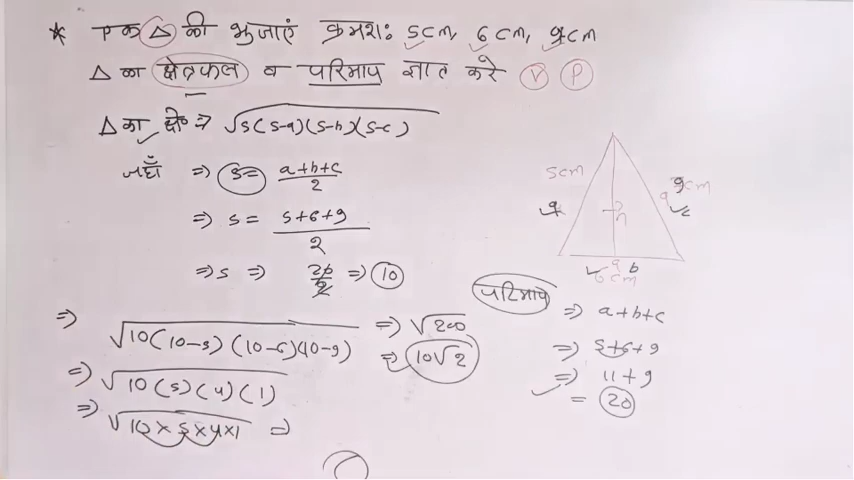 * एक Δ की भुजाएं क्रमशः 5cm, 6cm, 9cm
Δ का क्षेत्रफल व परिमाप ज्ञात करे V P
Δ का क्षे० ⇒ √s(s-a)(s-b)(s-c)
जहाँ ⇒ s= a+b+c/2
⇒ s = 5+6+9/2
⇒ s ⇒ 20/2 ⇒ 10
⇒ √10(10-5)(10-6)(10-9) ⇒ √200
⇒ 10√2
⇒ √10(5)(4)(1)
⇒ √10×5×4×1 ⇒
5cm
9cm
a
c
h
b
6cm
परिमाप ⇒ a+b+c
⇒ 5+6+9
⇒ 11+9
= 20